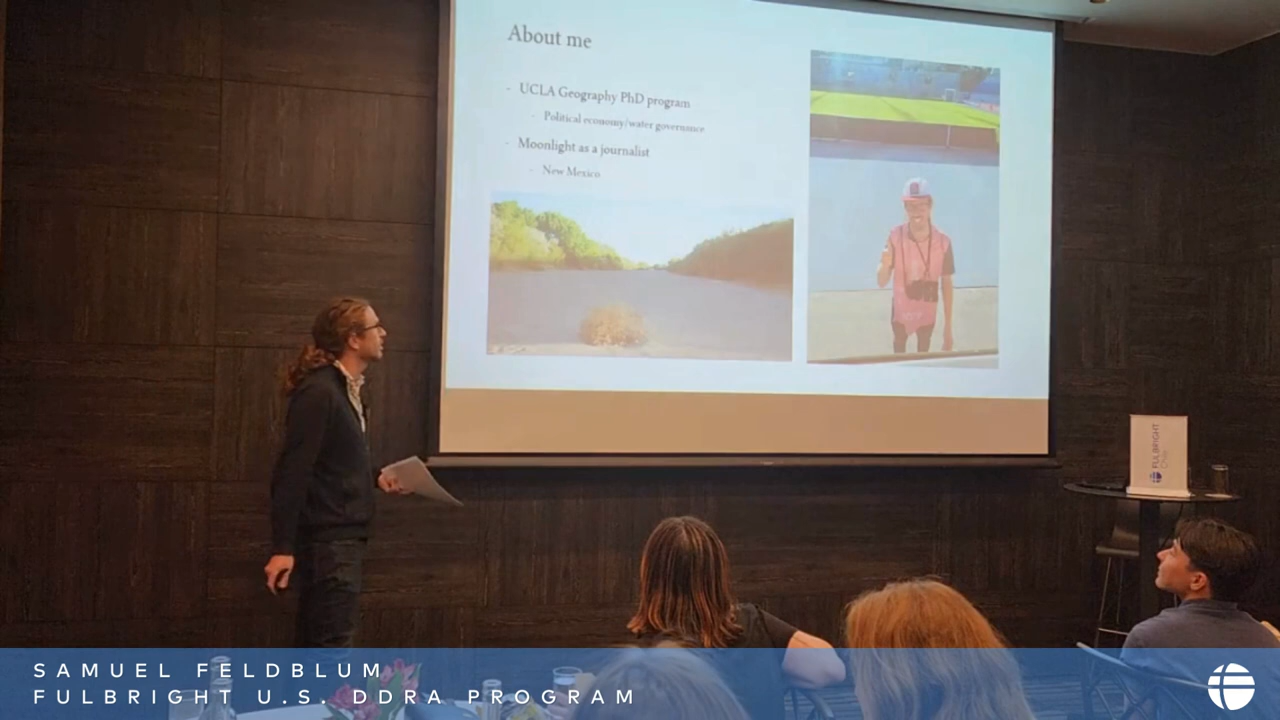 About me
- UCLA Geography PhD program
- Political economy/water governance
- Moonlight as a journalist
- New Mexico
FULBRIGHT
SAMUEL FELDBLUM
FULBRIGHT U.S. DDRA PROGRAM